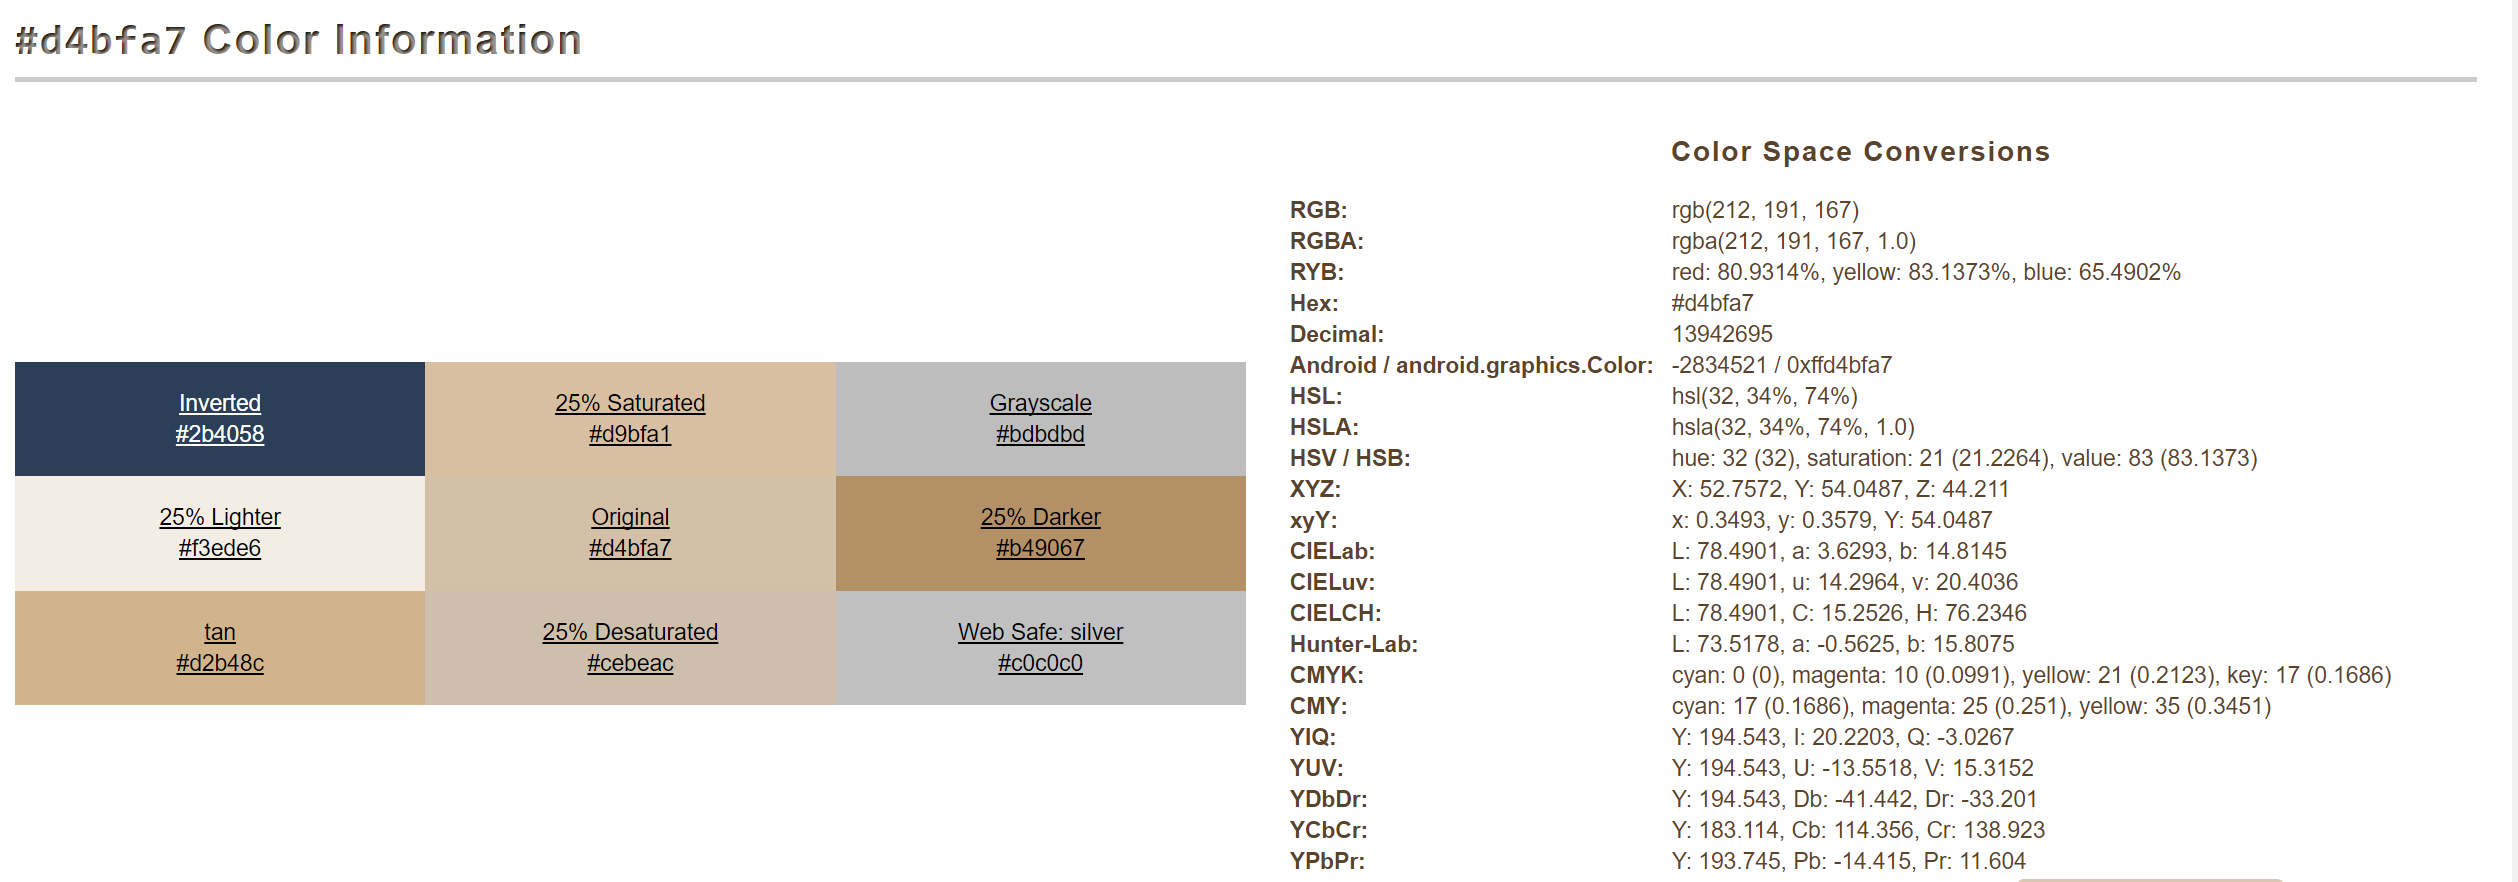 #d4bfa7 Color Information
Inverted
#2b4058
25% Saturated
#d9bfa1
Grayscale
#bdbdbd
25% Lighter
#f3ede6
Original
#d4bfa7
25% Darker
#b49067
tan
#d2b48c
25% Desaturated
#cebeac
Web Safe: silver
#c0c0c0
Color Space Conversions
RGB: rgb(212, 191, 167)
RGBA: rgba(212, 191, 167, 1.0)
RYB: red: 80.9314%, yellow: 83.1373%, blue: 65.4902%
Hex: #d4bfa7
Decimal: 13942695
Android / android.graphics.Color: -2834521 / 0xffd4bfa7
HSL: hsl(32, 34%, 74%)
HSLA: hsla(32, 34%, 74%, 1.0)
HSV / HSB: hue: 32 (32), saturation: 21 (21.2264), value: 83 (83.1373)
XYZ: X: 52.7572, Y: 54.0487, Z: 44.211
xyY: x: 0.3493, y: 0.3579, Y: 54.0487
CIELab: L: 78.4901, a: 3.6293, b: 14.8145
CIELuv: L: 78.4901, u: 14.2964, v: 20.4036
CIELCH: L: 78.4901, C: 15.2526, H: 76.2346
Hunter-Lab: L: 73.5178, a: -0.5625, b: 15.8075
CMYK: cyan: 0 (0), magenta: 10 (0.0991), yellow: 21 (0.2123), key: 17 (0.1686)
CMY: cyan: 17 (0.1686), magenta: 25 (0.251), yellow: 35 (0.3451)
YIQ: Y: 194.543, I: 20.2203, Q: -3.0267
YUV: Y: 194.543, U: -13.5518, V: 15.3152
YDbDr: Y: 194.543, Db: -41.442, Dr: -33.201
YCbCr: Y: 183.114, Cb: 114.356, Cr: 138.923
YPbPr: Y: 193.745, Pb: -14.415, Pr: 11.604